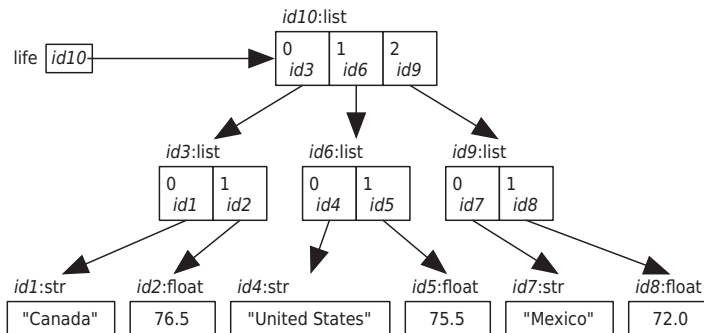 id10:list
0 1 2
life id10 id3 id6 id9
id3:list id6:list id9:list
0 1 0 1 0 1
id1 id2 id4 id5 id7 id8
id1:str id2:float id4:str id5:float id7:str id8:float
"Canada" 76.5 "United States" 75.5 "Mexico" 72.0